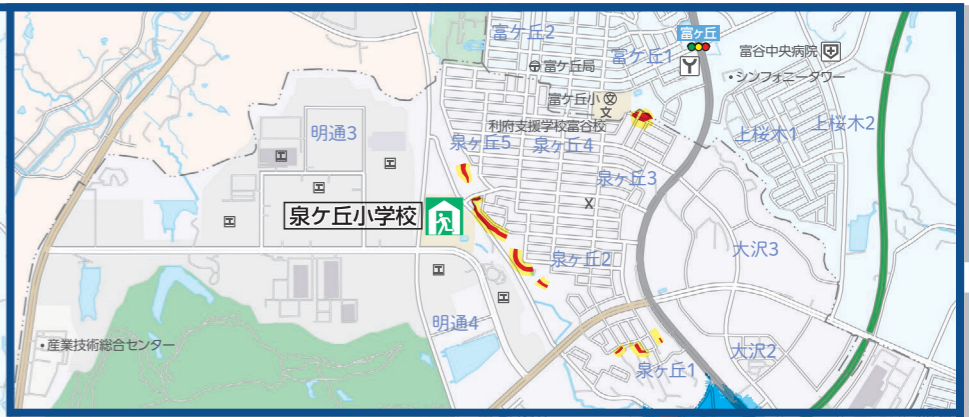 富ケ丘2
富ケ丘
富ケ丘1
富谷中央病院
富ケ丘局
シンフォニータワー
富ケ丘小
文
明通3
利府支援学校富谷校
上桜木1
上桜木2
泉ケ丘5
泉ケ丘4
泉ケ丘3
泉ケ丘小学校
大沢3
泉ケ丘2
明通4
産業技術総合センター
大沢2
泉ケ丘1